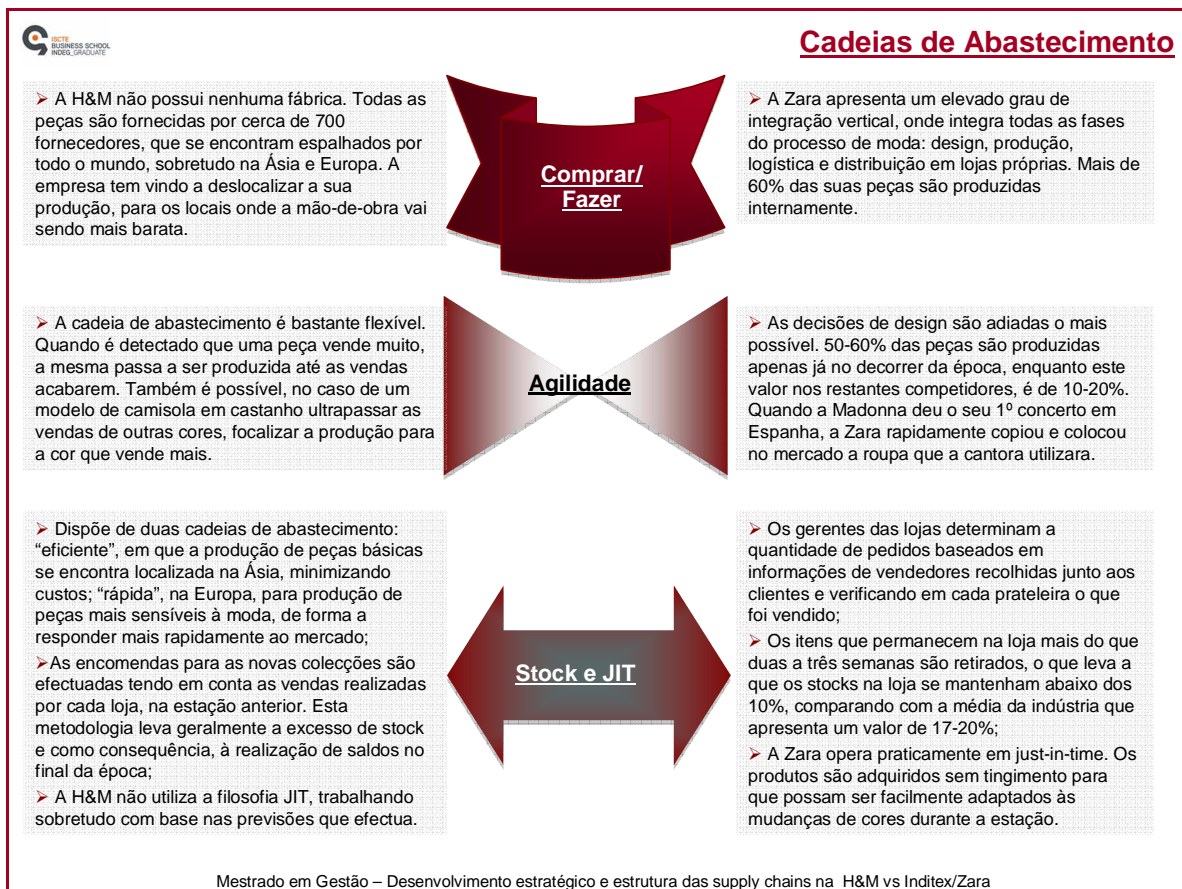 ISCTE
BUSINESS SCHOOL
INDEG_GRADUATE
Cadeias de Abastecimento
➢ A H&M não possui nenhuma fábrica. Todas as
peças são fornecidas por cerca de 700
fornecedores, que se encontram espalhados por
todo o mundo, sobretudo na Ásia e Europa. A
empresa tem vindo a deslocalizar a sua
produção, para os locais onde a mão-de-obra vai
sendo mais barata.
Comprar/
Fazer
➢ A Zara apresenta um elevado grau de
integração vertical, onde integra todas as fases
do processo de moda: design, produção,
logística e distribuição em lojas próprias. Mais de
60% das suas peças são produzidas
internamente.
➢ A cadeia de abastecimento é bastante flexível.
Quando é detectado que uma peça vende muito,
a mesma passa a ser produzida até as vendas
acabarem. Também é possível, no caso de um
modelo de camisola em castanho ultrapassar as
vendas de outras cores, focalizar a produção para
a cor que vende mais.
Agilidade
➢ As decisões de design são adiadas o mais
possível. 50-60% das peças são produzidas
apenas já no decorrer da época, enquanto este
valor nos restantes competidores, é de 10-20%.
Quando a Madonna deu o seu 1º concerto em
Espanha, a Zara rapidamente copiou e colocou
no mercado a roupa que a cantora utilizara.
➢ Dispõe de duas cadeias de abastecimento:
“eficiente”, em que a produção de peças básicas
se encontra localizada na Ásia, minimizando
custos; “rápida”, na Europa, para produção de
peças mais sensíveis à moda, de forma a
responder mais rapidamente ao mercado;
➢As encomendas para as novas colecções são
efectuadas tendo em conta as vendas realizadas
por cada loja, na estação anterior. Esta
metodologia leva geralmente a excesso de stock
e como consequência, à realização de saldos no
final da época;
➢ A H&M não utiliza a filosofia JIT, trabalhando
sobretudo com base nas previsões que efectua.
Stock e JIT
➢ Os gerentes das lojas determinam a
quantidade de pedidos baseados em
informações de vendedores recolhidas junto aos
clientes e verificando em cada prateleira o que
foi vendido;
➢ Os itens que permanecem na loja mais do que
duas a três semanas são retirados, o que leva a
que os stocks na loja se mantenham abaixo dos
10%, comparando com a média da indústria que
apresenta um valor de 17-20%;
➢ A Zara opera praticamente em just-in-time. Os
produtos são adquiridos sem tingimento para
que possam ser facilmente adaptados às
mudanças de cores durante a estação.
Mestrado em Gestão – Desenvolvimento estratégico e estrutura das supply chains na H&M vs Inditex/Zara